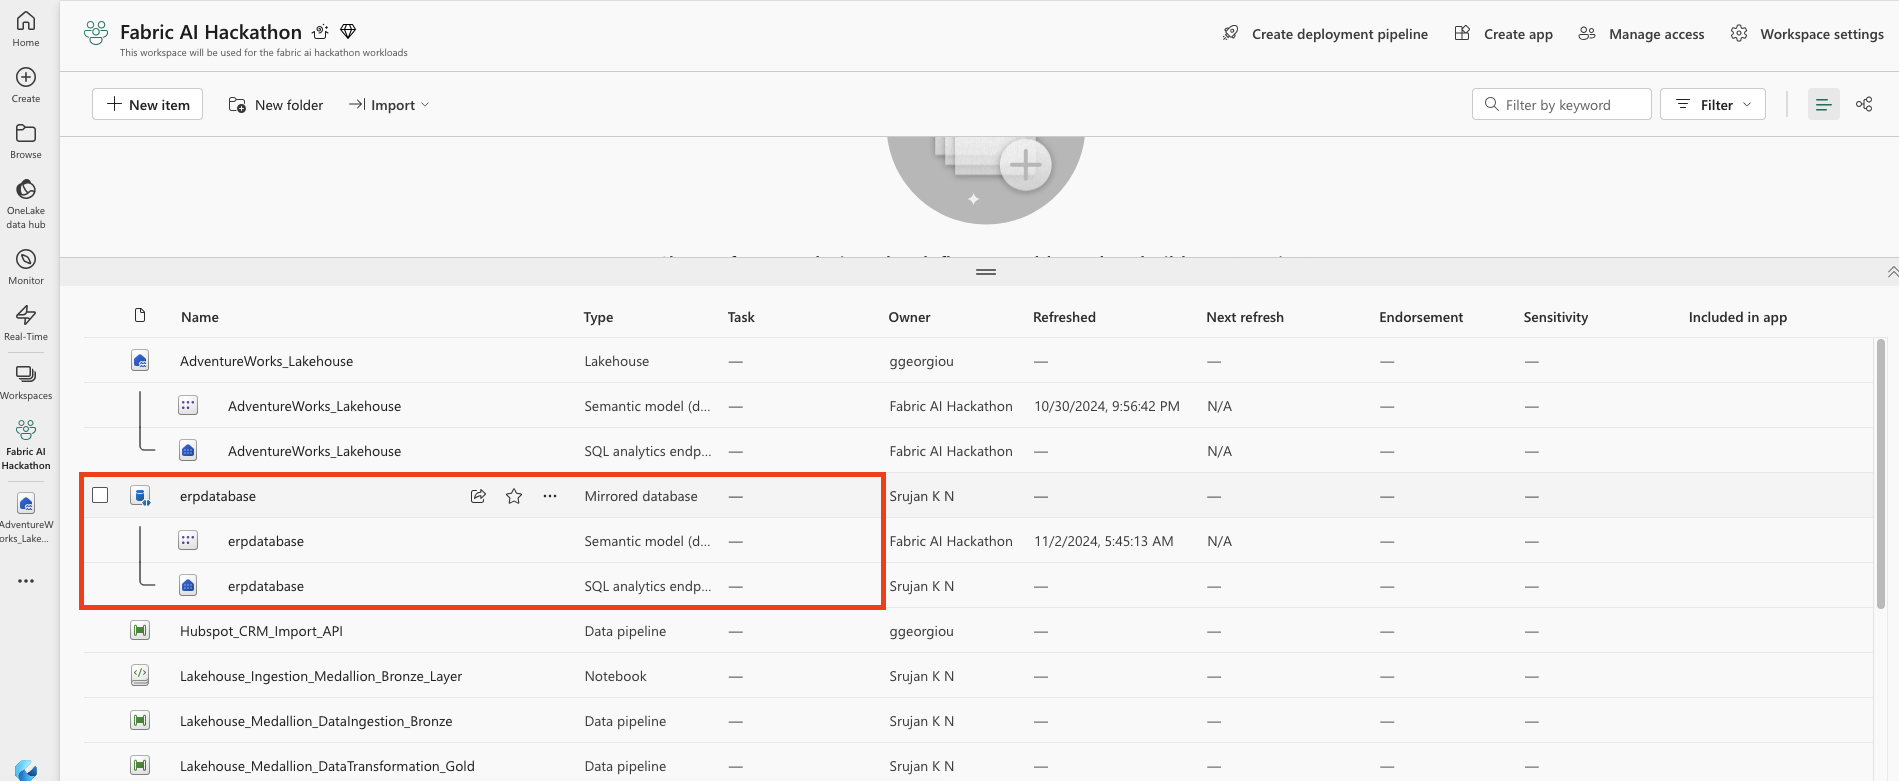 Home
Create
Browse
OneLake
data hub
Monitor
Real-Time
Workspaces
Fabric AI
Hackathon
AdventureW
orks_Lake...
Fabric AI Hackathon
This workspace will be used for the fabric ai hackathon workloads
Create deployment pipeline
Create app
Manage access
Workspace settings
New item
New folder
Import
Filter by keyword
Filter
Name Type Task Owner Refreshed Next refresh Endorsement Sensitivity Included in app
AdventureWorks_Lakehouse Lakehouse — ggeorgiou — — — —
AdventureWorks_Lakehouse Semantic model (d... — Fabric AI Hackathon 10/30/2024, 9:56:42 PM N/A — —
AdventureWorks_Lakehouse SQL analytics endp... — Fabric AI Hackathon — N/A — —
erpdatabase Mirrored database — Srujan K N — — — —
erpdatabase Semantic model (d... — Fabric AI Hackathon 11/2/2024, 5:45:13 AM N/A — —
erpdatabase SQL analytics endp... — Srujan K N — N/A — —
Hubspot_CRM_Import_API Data pipeline — ggeorgiou — — — —
Lakehouse_Ingestion_Medallion_Bronze_Layer Notebook — Srujan K N — — — —
Lakehouse_Medallion_DataIngestion_Bronze Data pipeline — Srujan K N — — — —
Lakehouse_Medallion_DataTransformation_Gold Data pipeline — Srujan K N — — — —